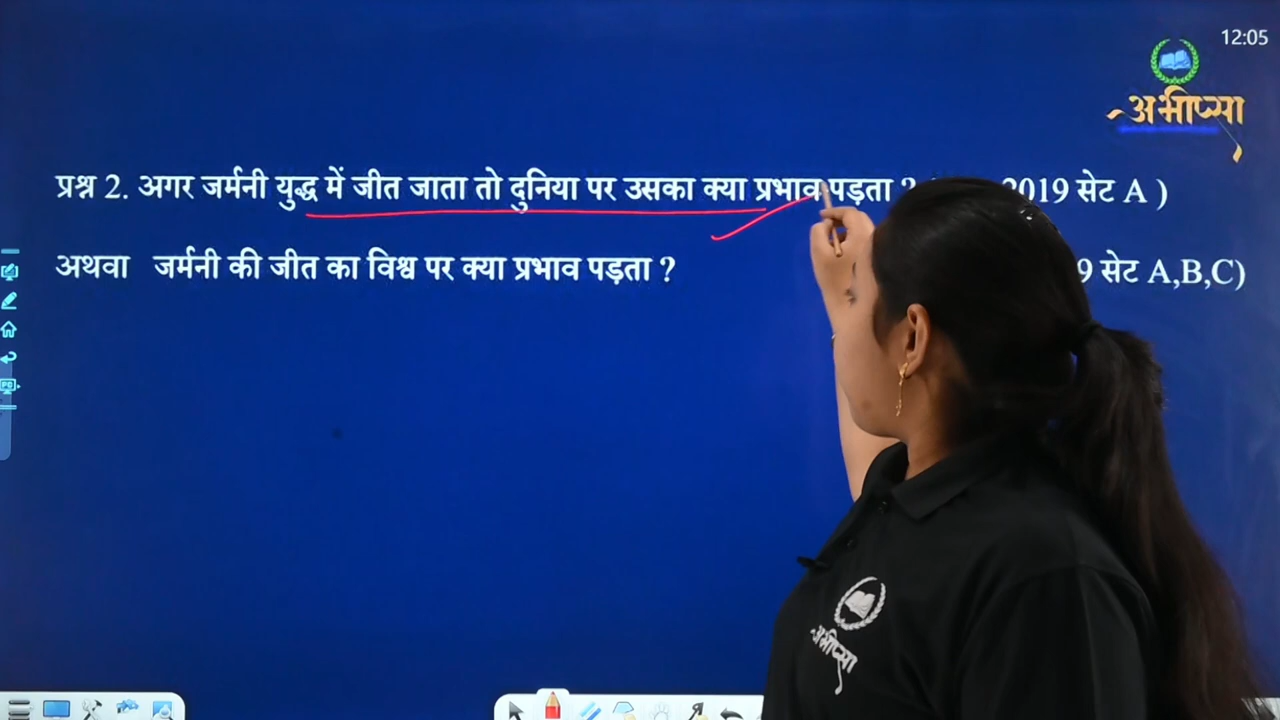 12:05
अभीप्सा
प्रश्न 2. अगर जर्मनी युद्ध में जीत जाता तो दुनिया पर उसका क्या प्रभाव पड़ता ? 2019 सेट A )
अथवा जर्मनी की जीत का विश्व पर क्या प्रभाव पड़ता ? 9 सेट A,B,C)
अभीप्सा